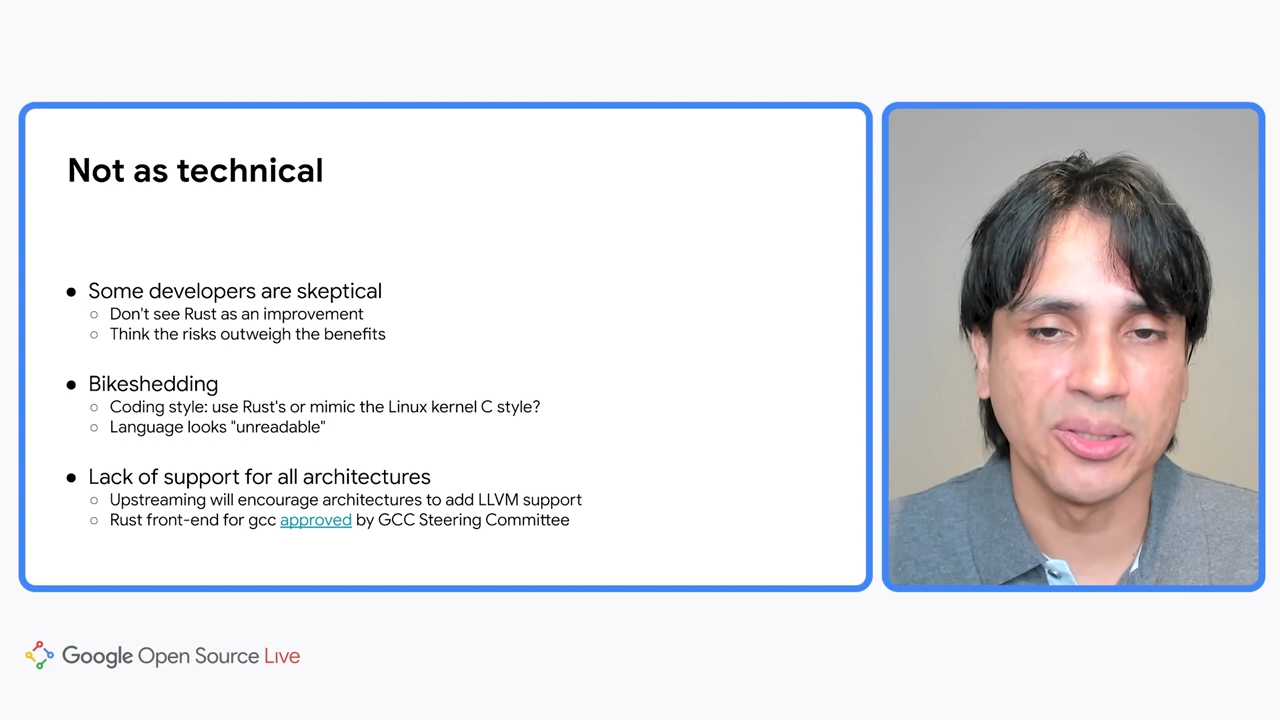 Not as technical
● Some developers are skeptical
○ Don't see Rust as an improvement
○ Think the risks outweigh the benefits
● Bikeshedding
○ Coding style: use Rust's or mimic the Linux kernel C style?
○ Language looks "unreadable"
● Lack of support for all architectures
○ Upstreaming will encourage architectures to add LLVM support
○ Rust front-end for gcc approved by GCC Steering Committee
Google Open Source Live